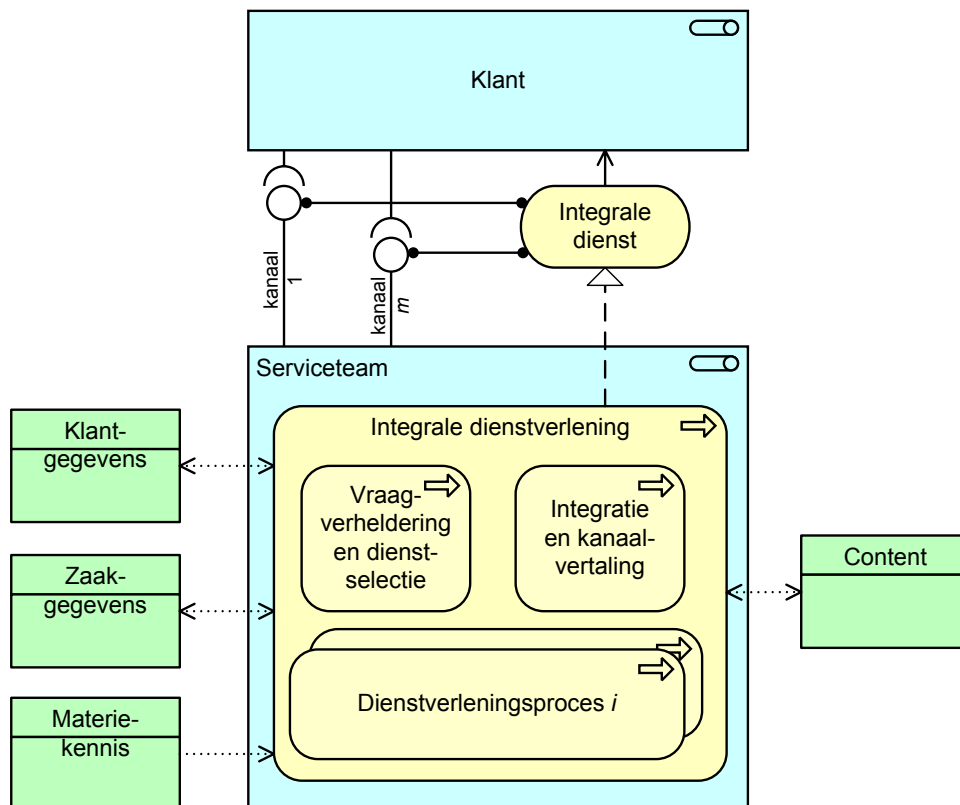 Klant
Integrale
dienst
kanaal
1
kanaal
m
Serviceteam
Integrale dienstverlening
Vraag-
verheldering
en dienst-
selectie
Integratie
en kanaal-
vertaling
Dienstverleningsproces i
Klant-
gegevens
Zaak-
gegevens
Materie-
kennis
Content